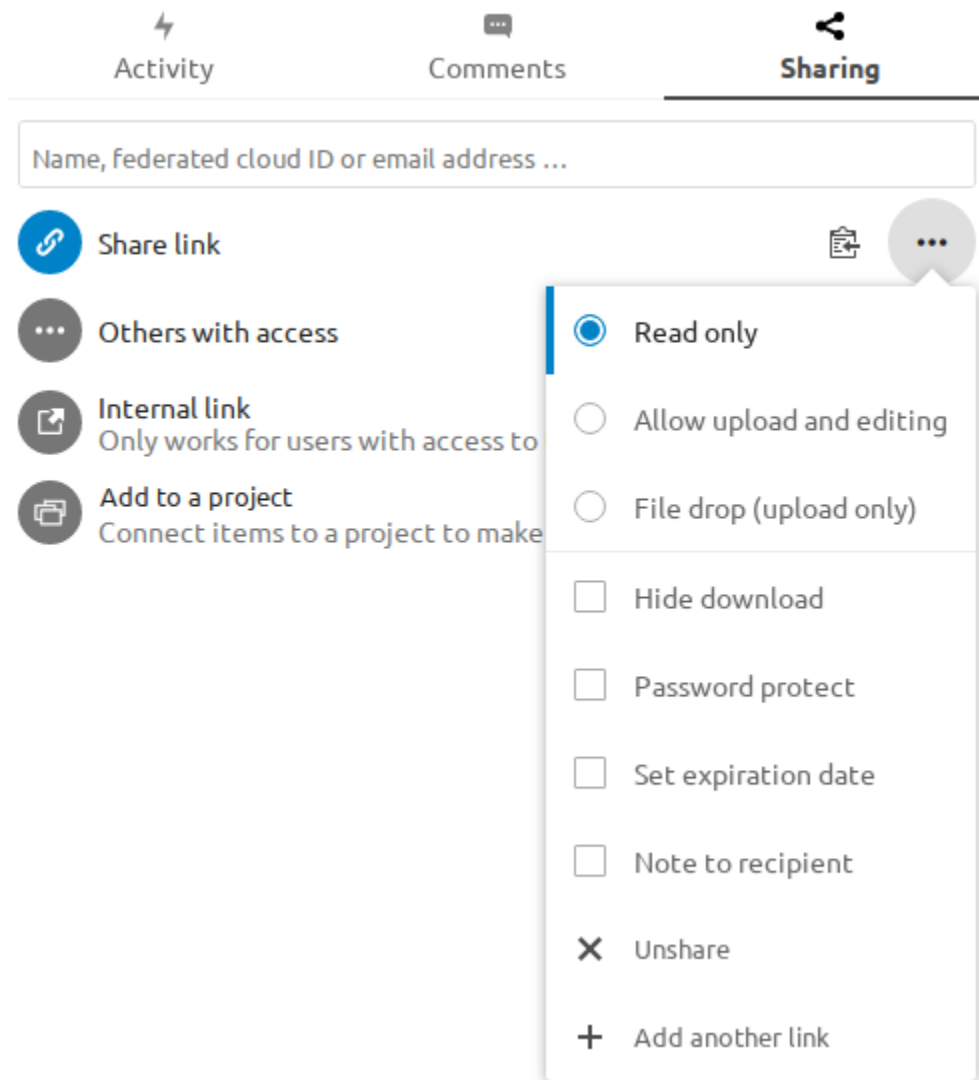 Activity
Comments
Sharing
Name, federated cloud ID or email address …
Share link
Others with access
Internal link
Only works for users with access to
Add to a project
Connect items to a project to make
Read only
Allow upload and editing
File drop (upload only)
Hide download
Password protect
Set expiration date
Note to recipient
Unshare
Add another link